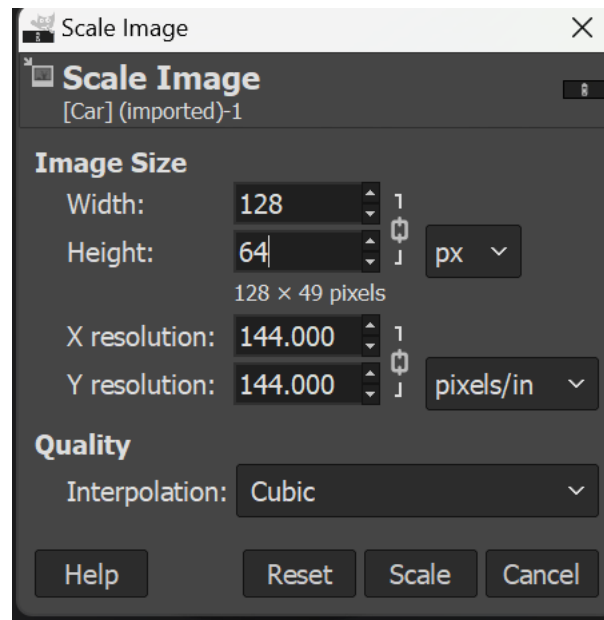 Scale Image
Scale Image
[Car] (imported)-1
Image Size
Width: 128
Height: 64 px
128 × 49 pixels
X resolution: 144.000
Y resolution: 144.000 pixels/in
Quality
Interpolation: Cubic
Help Reset Scale Cancel